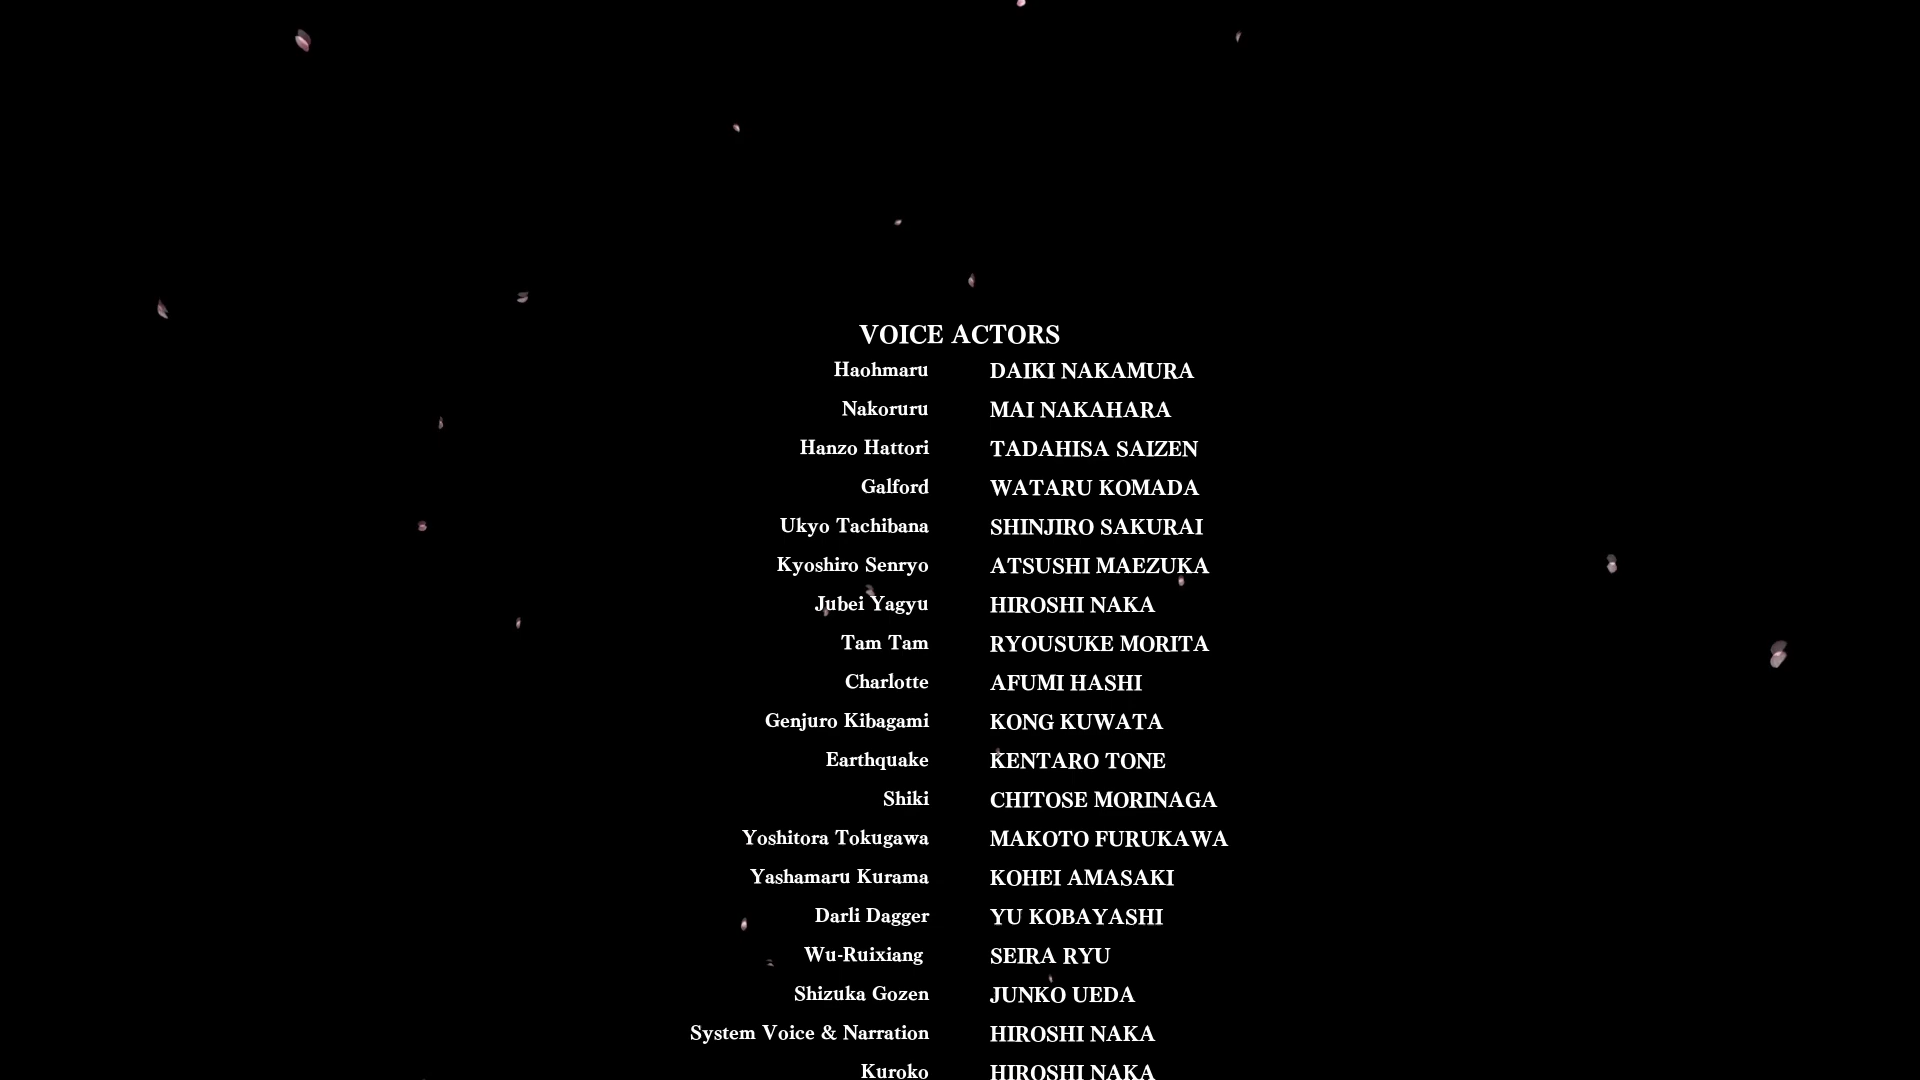 VOICE ACTORS
Haohmaru DAIKI NAKAMURA
Nakoruru MAI NAKAHARA
Hanzo Hattori TADAHISA SAIZEN
Galford WATARU KOMADA
Ukyo Tachibana SHINJIRO SAKURAI
Kyoshiro Senryo ATSUSHI MAEZUKA
Jubei Yagyu HIROSHI NAKA
Tam Tam RYOUSUKE MORITA
Charlotte AFUMI HASHI
Genjuro Kibagami KONG KUWATA
Earthquake KENTARO TONE
Shiki CHITOSE MORINAGA
Yoshitora Tokugawa MAKOTO FURUKAWA
Yashamaru Kurama KOHEI AMASAKI
Darli Dagger YU KOBAYASHI
Wu-Ruixiang SEIRA RYU
Shizuka Gozen JUNKO UEDA
System Voice & Narration HIROSHI NAKA
Kuroko HIROSHI NAKA